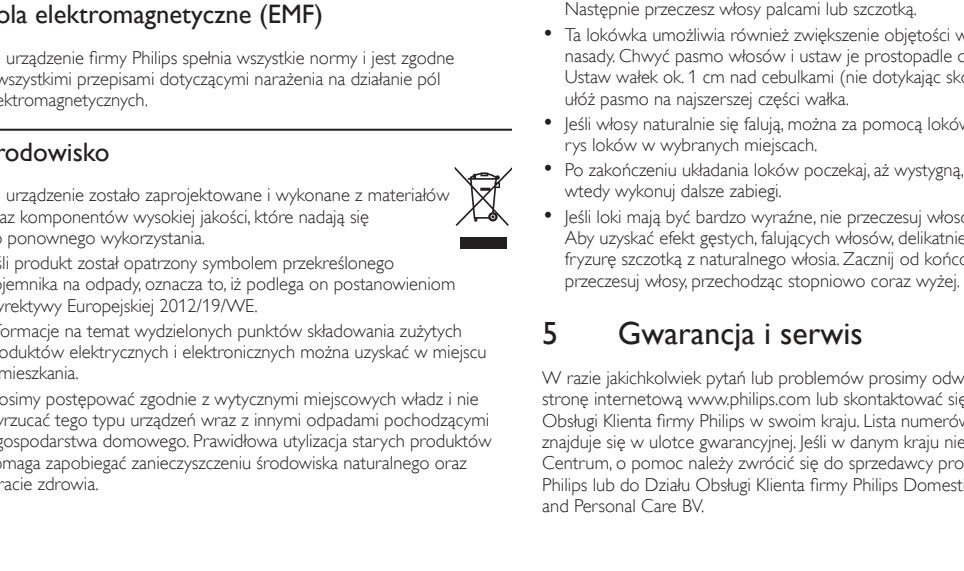 ola elektromagnetyczne (EMF)
urządzenie firmy Philips spełnia wszystkie normy i jest zgodne
wszystkimi przepisami dotyczącymi narażenia na działanie pól
ektromagnetycznych.
rodowisko
urządzenie zostało zaprojektowane i wykonane z materiałów
az komponentów wysokiej jakości, które nadają się
o ponownego wykorzystania.
śli produkt został opatrzony symbolem przekreślonego
ojemnika na odpady, oznacza to, iż podlega on postanowieniom
yrektywy Europejskiej 2012/19/WE.
formacje na temat wydzielonych punktów składowania zużytych
oduktów elektrycznych i elektronicznych można uzyskać w miejscu
mieszkania.
osimy postępować zgodnie z wytycznymi miejscowych władz i nie
yrzucać tego typu urządzeń wraz z innymi odpadami pochodzącymi
gospodarstwa domowego. Prawidłowa utylizacja starych produktów
omaga zapobiegać zanieczyszczeniu środowiska naturalnego oraz
racie zdrowia.
Następnie przeczesz włosy palcami lub szczotką.
• Ta lokówka umożliwia również zwiększenie objętości w
nasady. Chwyć pasmo włosów i ustaw je prostopadle d
Ustaw wałek ok. 1 cm nad cebulkami (nie dotykając skó
ułóż pasmo na najszerszej części wałka.
• Jeśli włosy naturalnie się falują, można za pomocą loków
rys loków w wybranych miejscach.
• Po zakończeniu układania loków poczekaj, aż wystygną,
wtedy wykonuj dalsze zabiegi.
• Jeśli loki mają być bardzo wyraźne, nie przeczesuj włosó
Aby uzyskać efekt gęstych, falujących włosów, delikatnie
fryzurę szczotką z naturalnego włosia. Zacznij od końcó
przeczesuj włosy, przechodząc stopniowo coraz wyżej.
5 Gwarancja i serwis
W razie jakichkolwiek pytań lub problemów prosimy odw
stronę internetową www.philips.com lub skontaktować się
Obsługi Klienta firmy Philips w swoim kraju. Lista numerów
znajduje się w ulotce gwarancyjnej. Jeśli w danym kraju nie
Centrum, o pomoc należy zwrócić się do sprzedawcy pro
Philips lub do Działu Obsługi Klienta firmy Philips Domesti
and Personal Care BV.